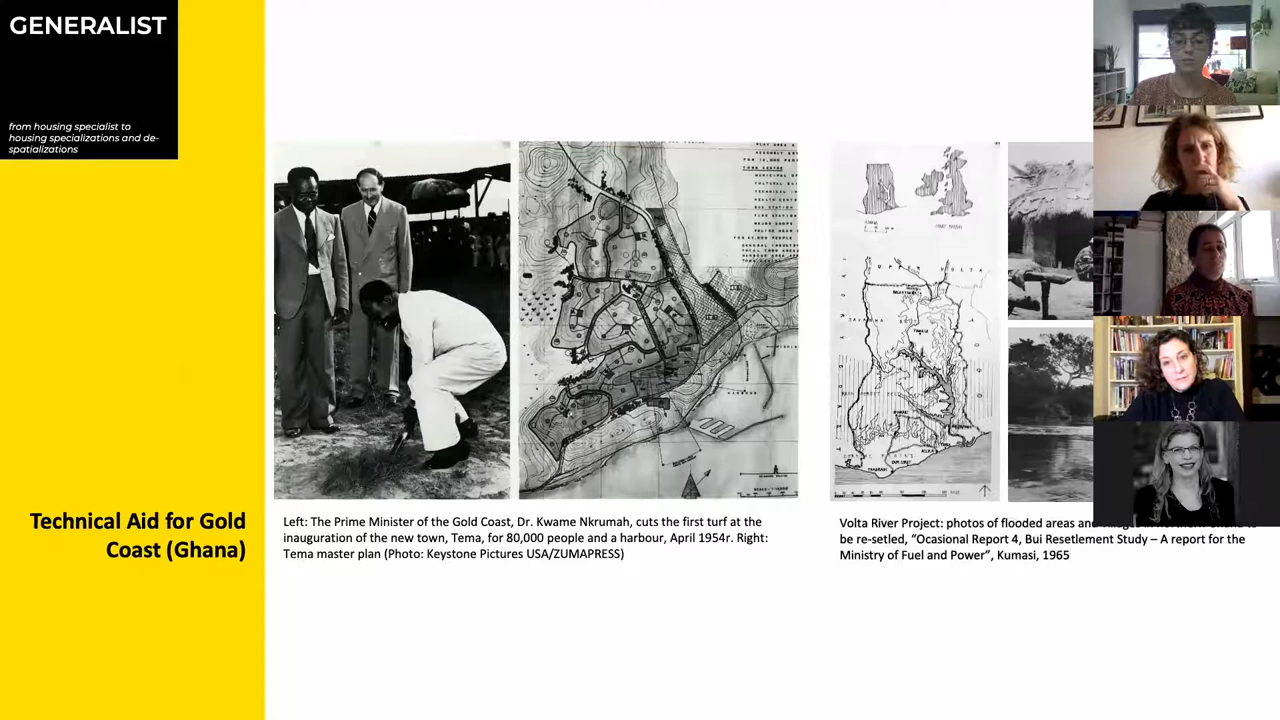 GENERALIST
from housing specialist to
housing specializations and de-
spatializations
Technical Aid for Gold
Coast (Ghana)
TOWN CENTRE
Left: The Prime Minister of the Gold Coast, Dr. Kwame Nkrumah, cuts the first turf at the
inauguration of the new town, Tema, for 80,000 people and a harbour, April 1954r. Right:
Tema master plan (Photo: Keystone Pictures USA/ZUMAPRESS)
UPPER VOLTA
Volta River Project: photos of flooded areas and
be re-setled, “Ocasional Report 4, Bui Resetlement Study – A report for the
Ministry of Fuel and Power”, Kumasi, 1965